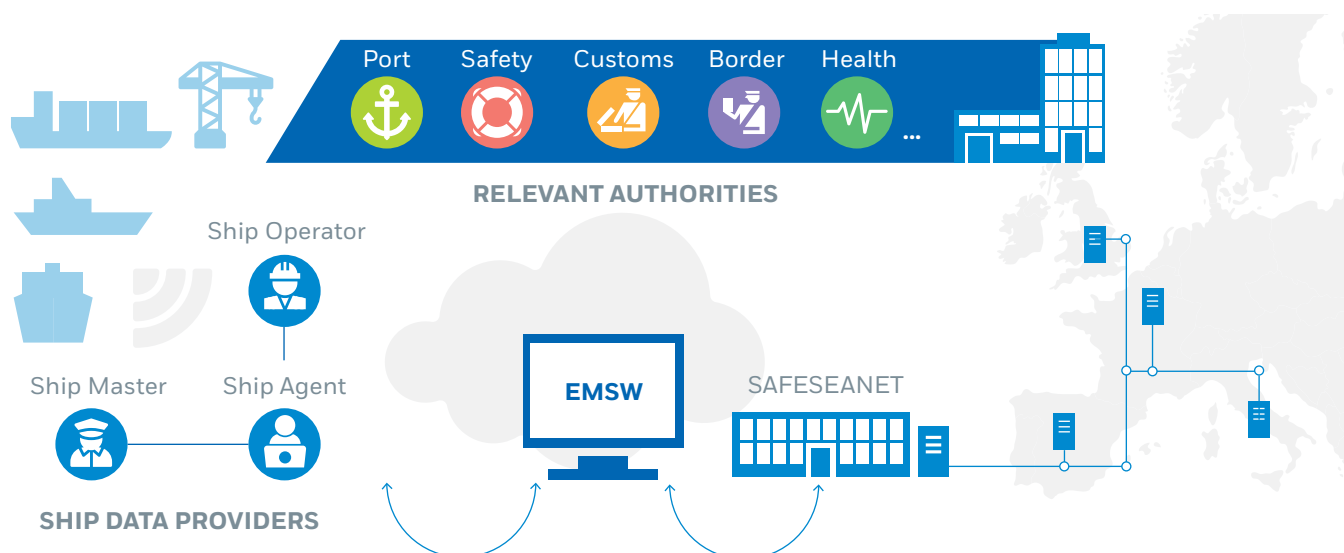 Port Safety Customs Border Health
...
RELEVANT AUTHORITIES
Ship Operator
Ship Master Ship Agent
EMSW
SAFESEANET
SHIP DATA PROVIDERS